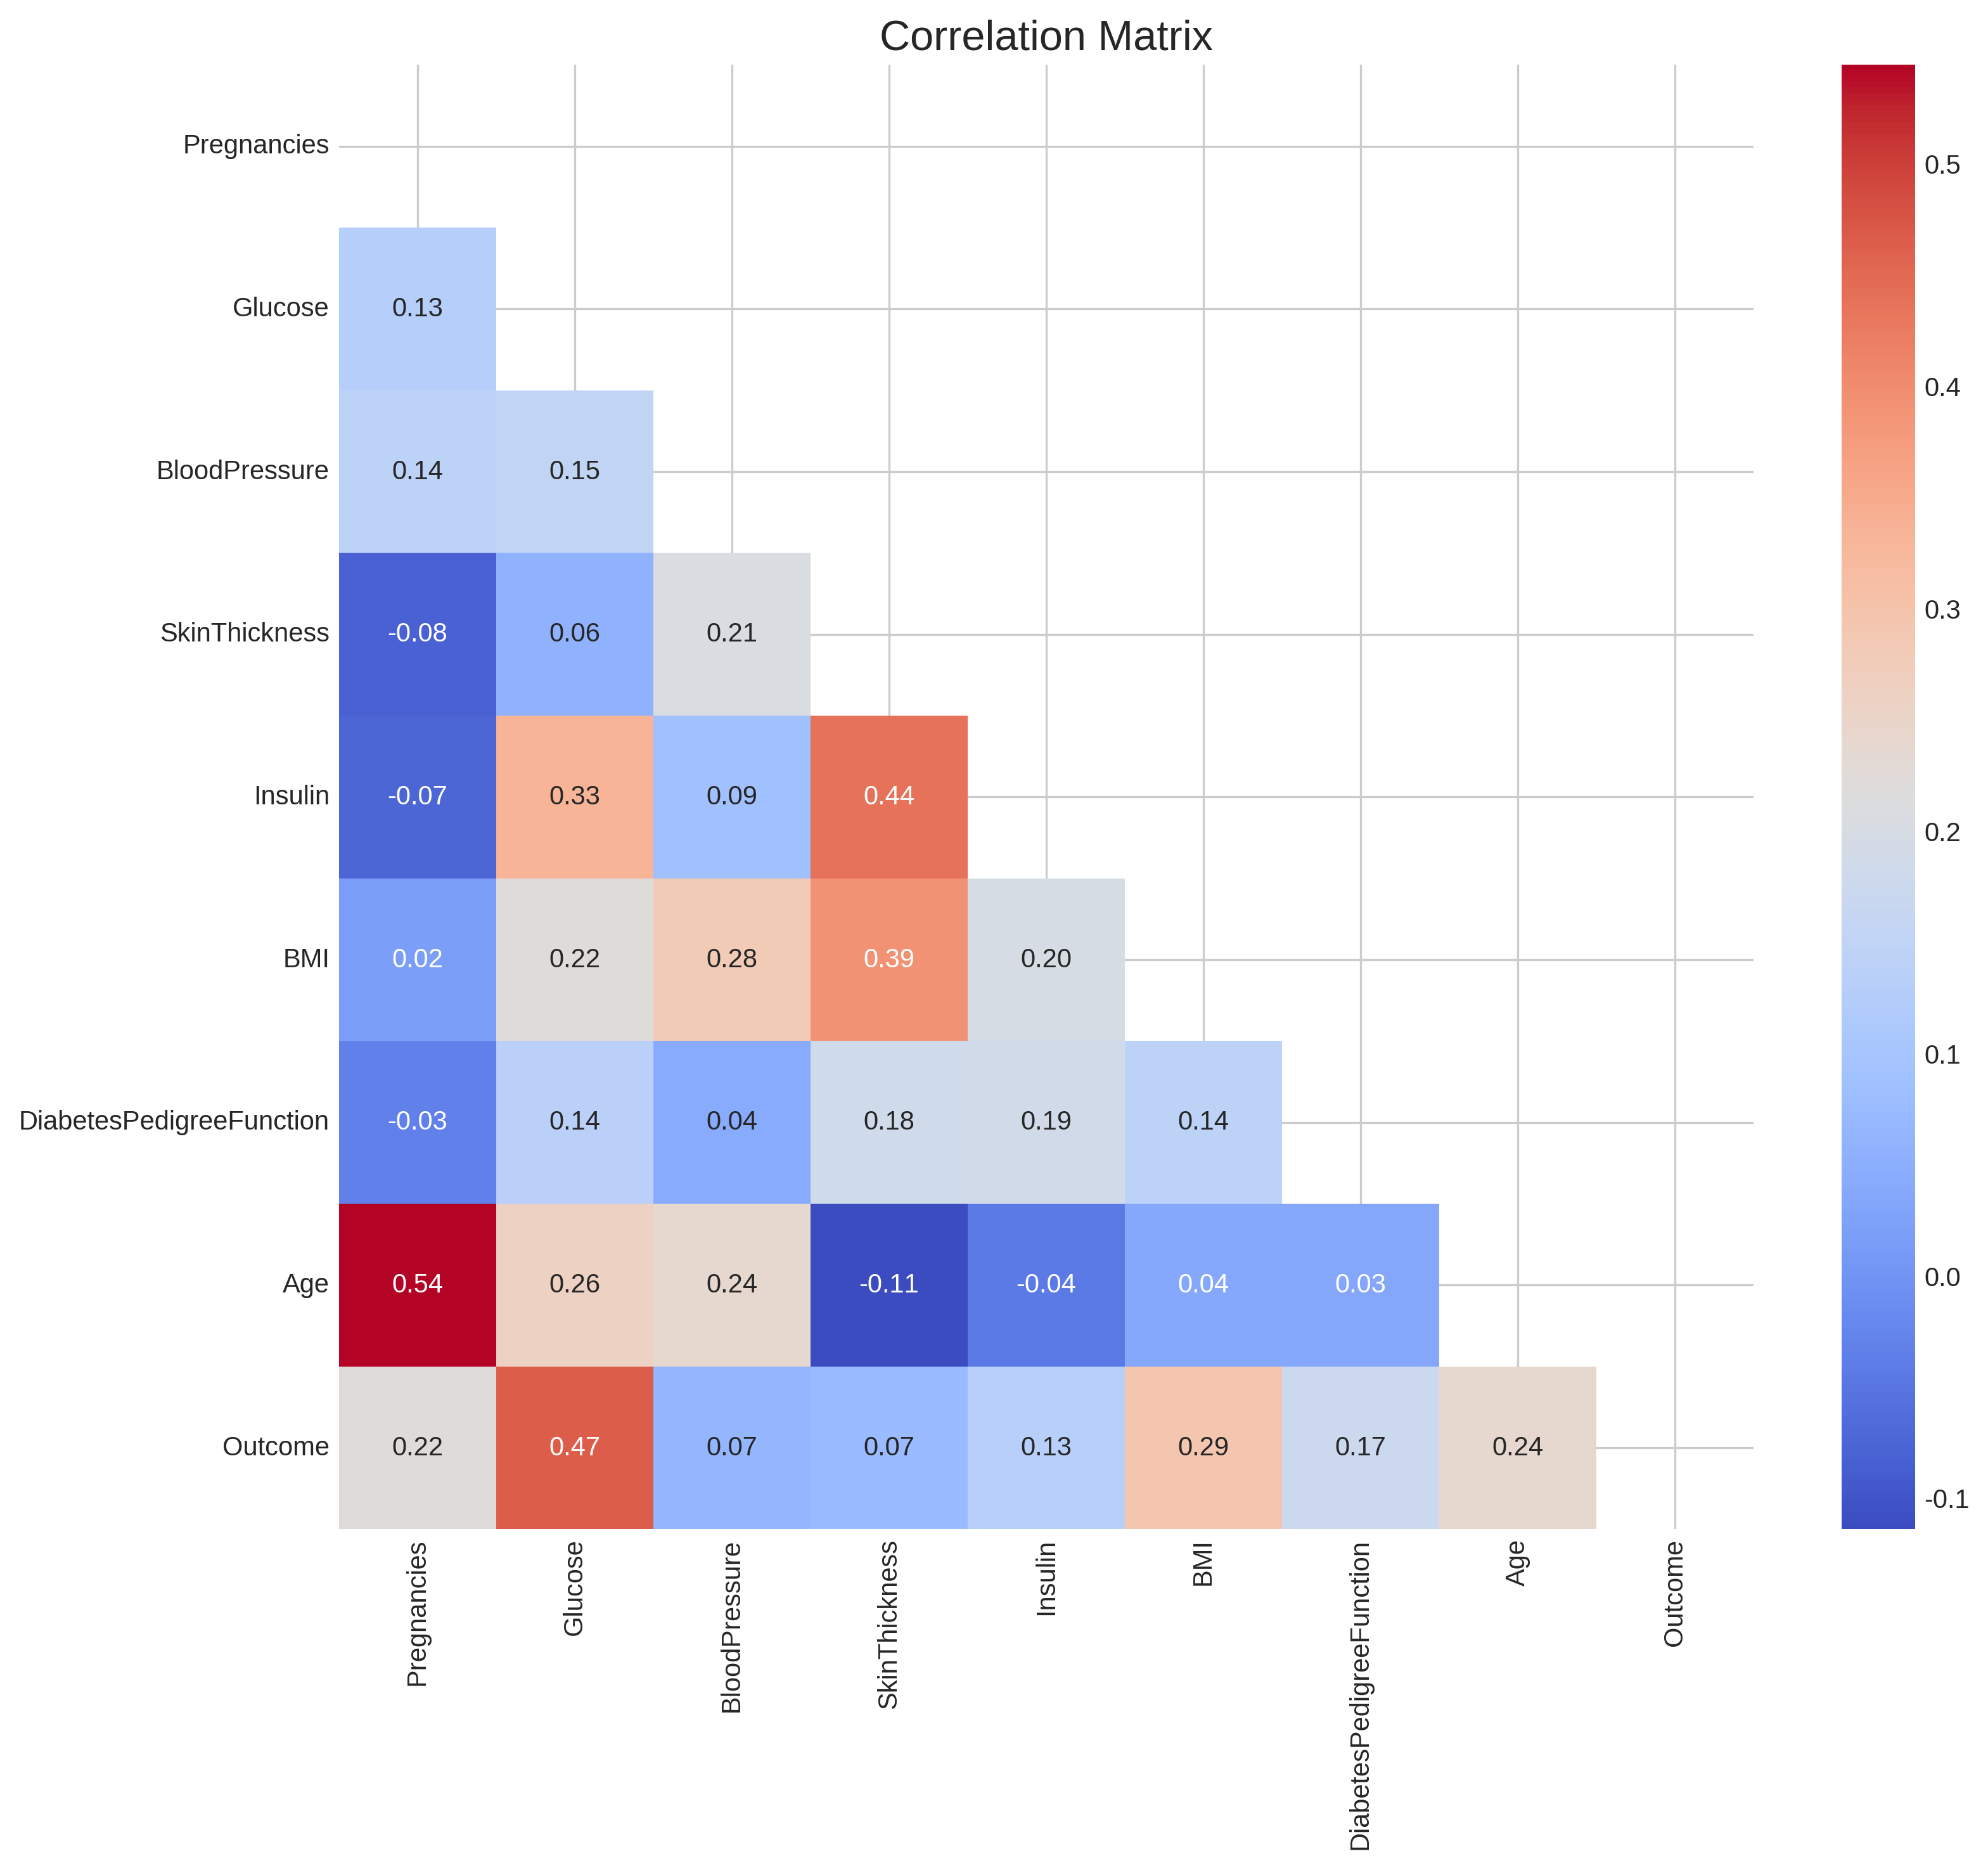 Correlation Matrix
Pregnancies
Glucose 0.13
BloodPressure 0.14 0.15
SkinThickness -0.08 0.06 0.21
Insulin -0.07 0.33 0.09 0.44
BMI 0.02 0.22 0.28 0.39 0.20
DiabetesPedigreeFunction -0.03 0.14 0.04 0.18 0.19 0.14
Age 0.54 0.26 0.24 -0.11 -0.04 0.04 0.03
Outcome 0.22 0.47 0.07 0.07 0.13 0.29 0.17 0.24
Pregnancies
Glucose
BloodPressure
SkinThickness
Insulin
BMI
DiabetesPedigreeFunction
Age
Outcome
0.5
0.4
0.3
0.2
0.1
0.0
-0.1